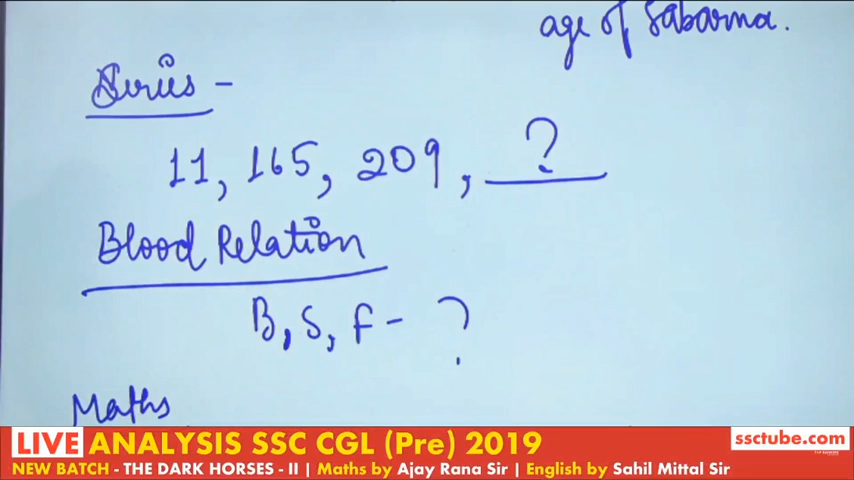 age of Sabarna.
Series -
11, 165, 209, ?
Blood Relation
B, S, F - ?
Maths
LIVE ANALYSIS SSC CGL (Pre) 2019
ssctube.com
NEW BATCH - THE DARK HORSES - II | Maths by Ajay Rana Sir | English by Sahil Mittal Sir